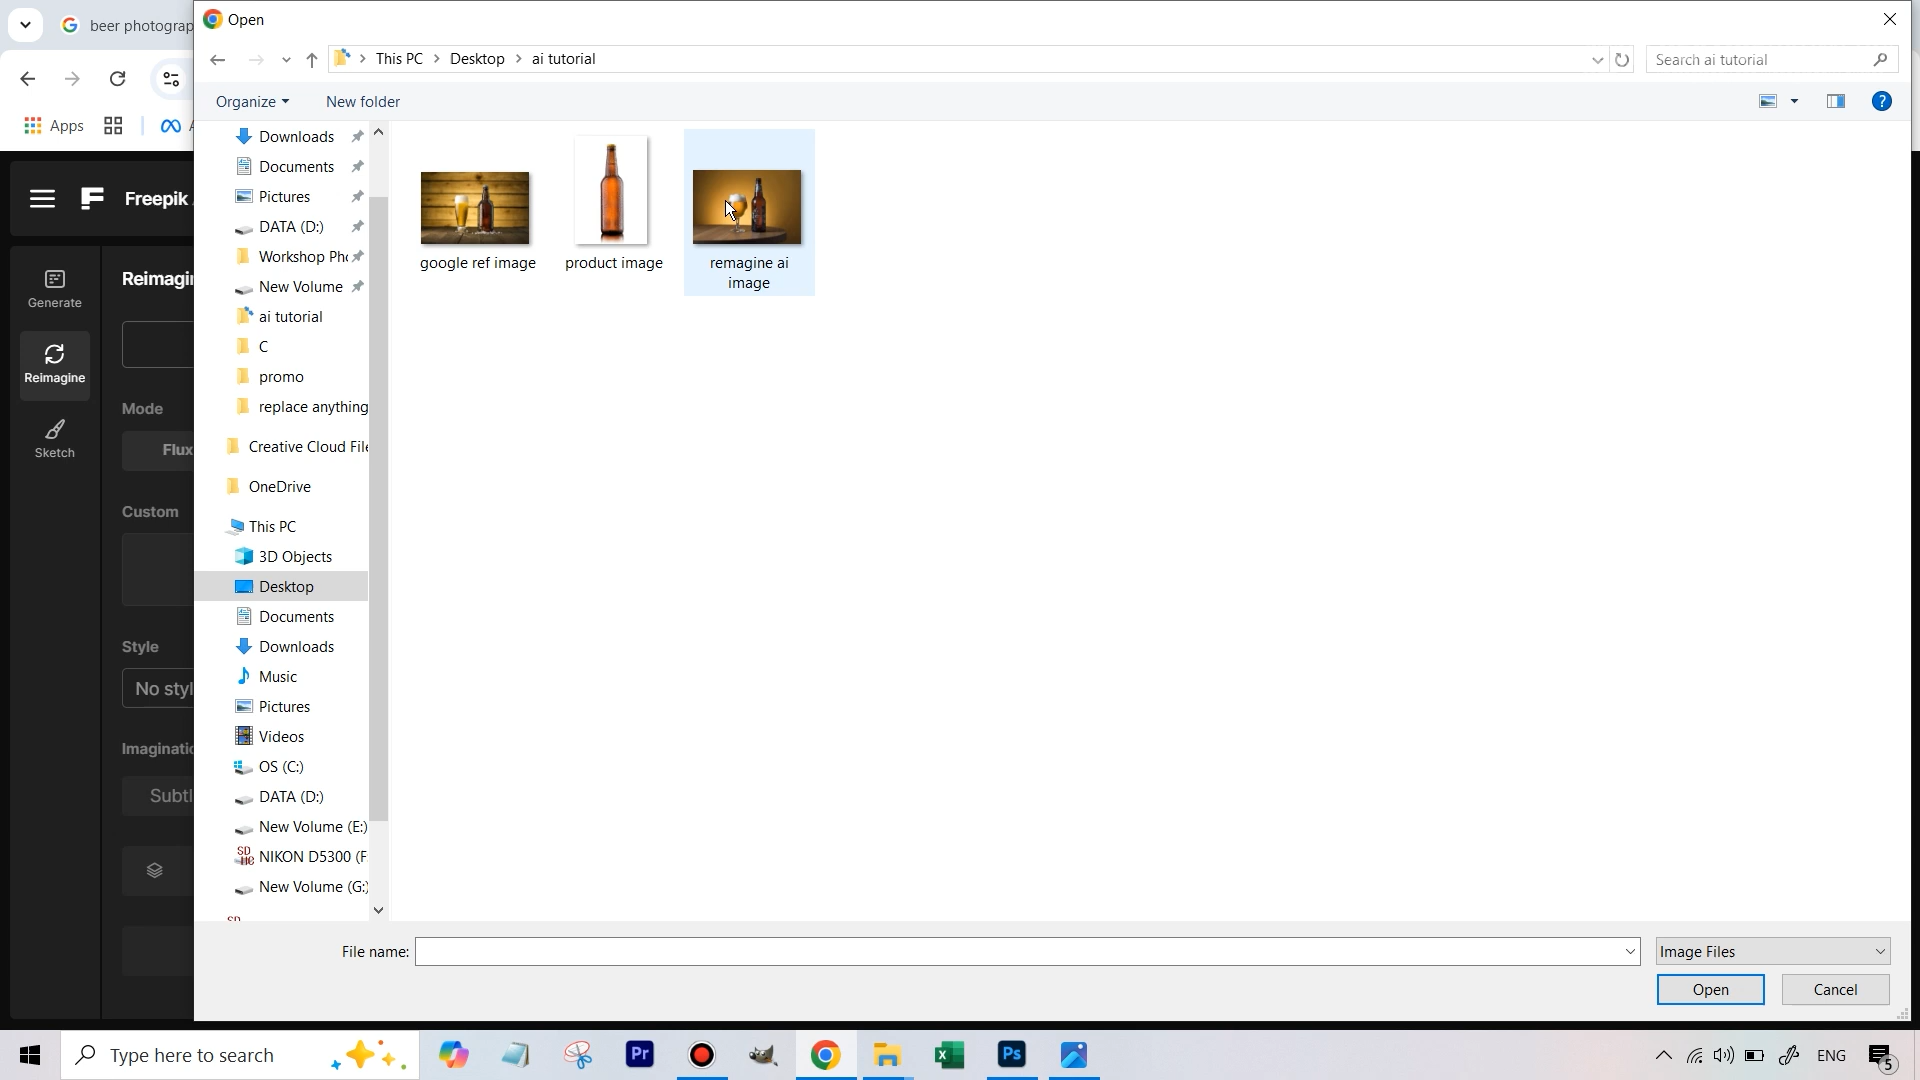 beer photograp
Open
This PC
Desktop
ai tutorial
Search ai tutorial
Organize
New folder
Apps
Freepik
Generate
Reimagine
Sketch
Reimagi
Mode
Flux
Custom
Style
No styl
Imaginatio
Subtl
Downloads
Documents
Pictures
DATA (D:)
Workshop Pho
New Volume
ai tutorial
C
promo
replace anything
Creative Cloud File
OneDrive
This PC
3D Objects
Desktop
Documents
Downloads
Music
Pictures
Videos
OS (C:)
DATA (D:)
New Volume (E:)
NIKON D5300 (F
New Volume (G:)
google ref image
product image
remagine ai
image
File name:
Image Files
Open
Cancel
Type here to search
Pr
Ps
ENG
5